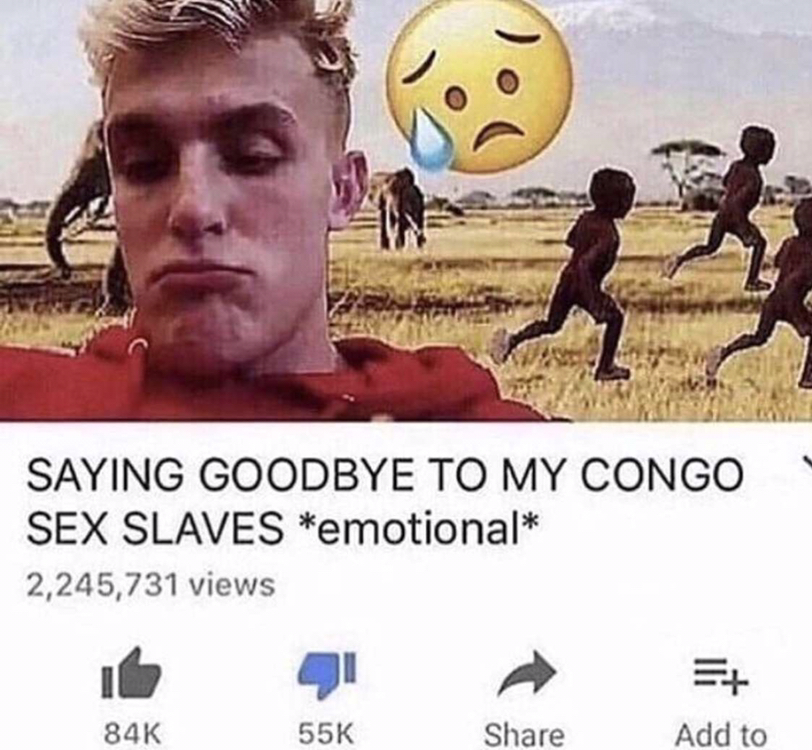 SAYING GOODBYE TO MY CONGO
SEX SLAVES *emotional*
2,245,731 views
84K
55K
Share
Add to